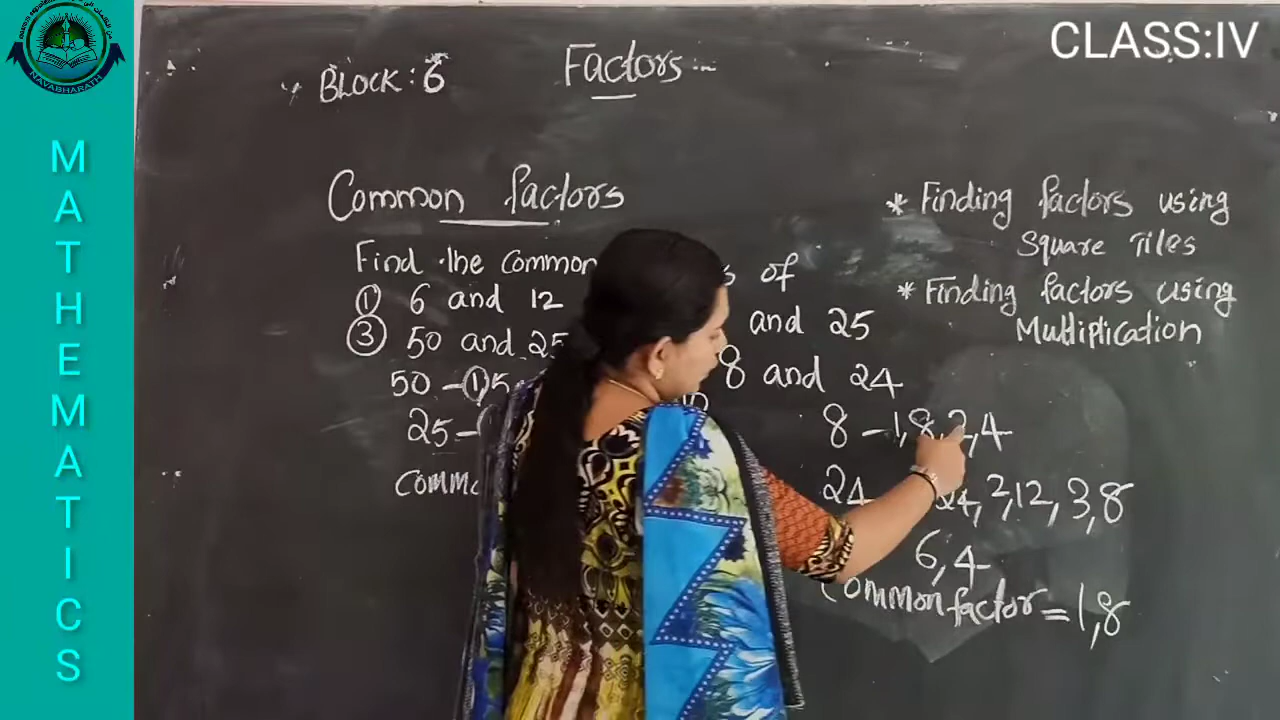 NAVABHARATH
MATHEMATICS
CLASS:IV
BLOCK: 6
Factors
Common factors
Find the common of
① 6 and 12
and 25
③ 50 and 25
8 and 24
50 - 1, 5
25 -
8 - 1, 8, 2, 4
24 24, 2, 12, 3, 8
6, 4
Common factor = 1, 8
* Finding factors using
Square Tiles
* Finding factors using
Multiplication